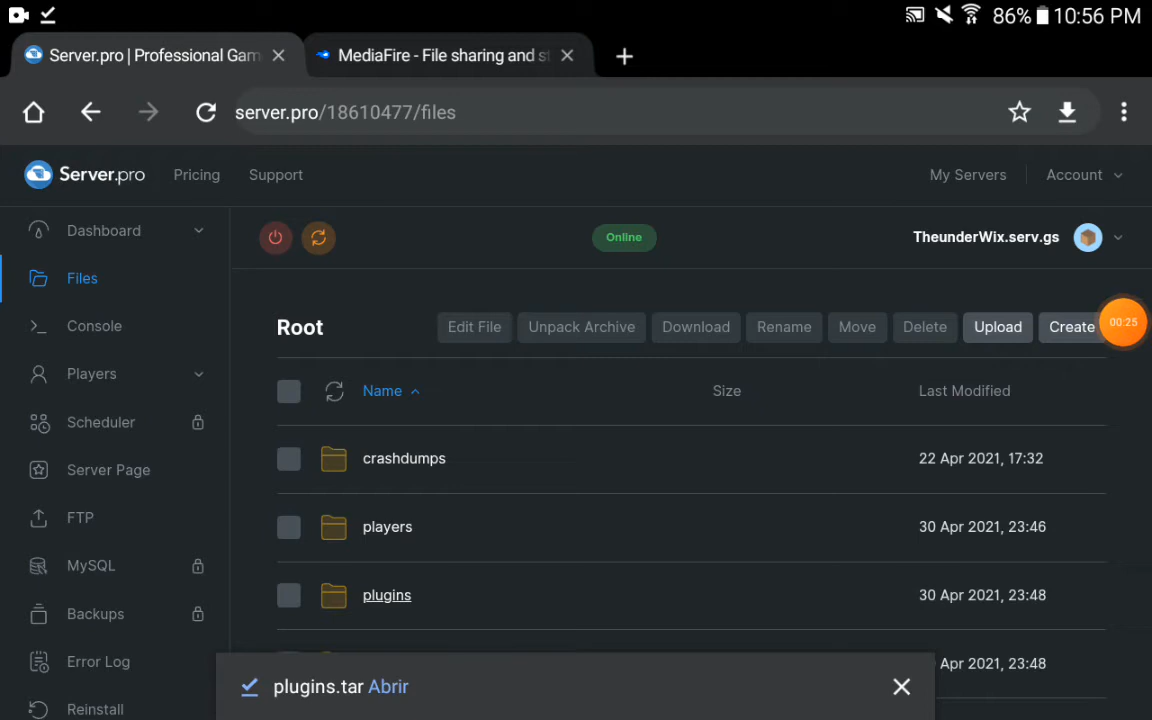 86% 10:56 PM
Server.pro | Professional Gam
MediaFire - File sharing and st
server.pro/18610477/files
Server.pro Pricing Support My Servers Account
Dashboard
Online
TheunderWix.serv.gs
Files
Console
Players
Scheduler
Server Page
FTP
MySQL
Backups
Error Log
Reinstall
Root
Edit File Unpack Archive Download Rename Move Delete Upload Create
00:25
Name Size Last Modified
crashdumps 22 Apr 2021, 17:32
players 30 Apr 2021, 23:46
plugins 30 Apr 2021, 23:48
Apr 2021, 23:48
plugins.tar Abrir